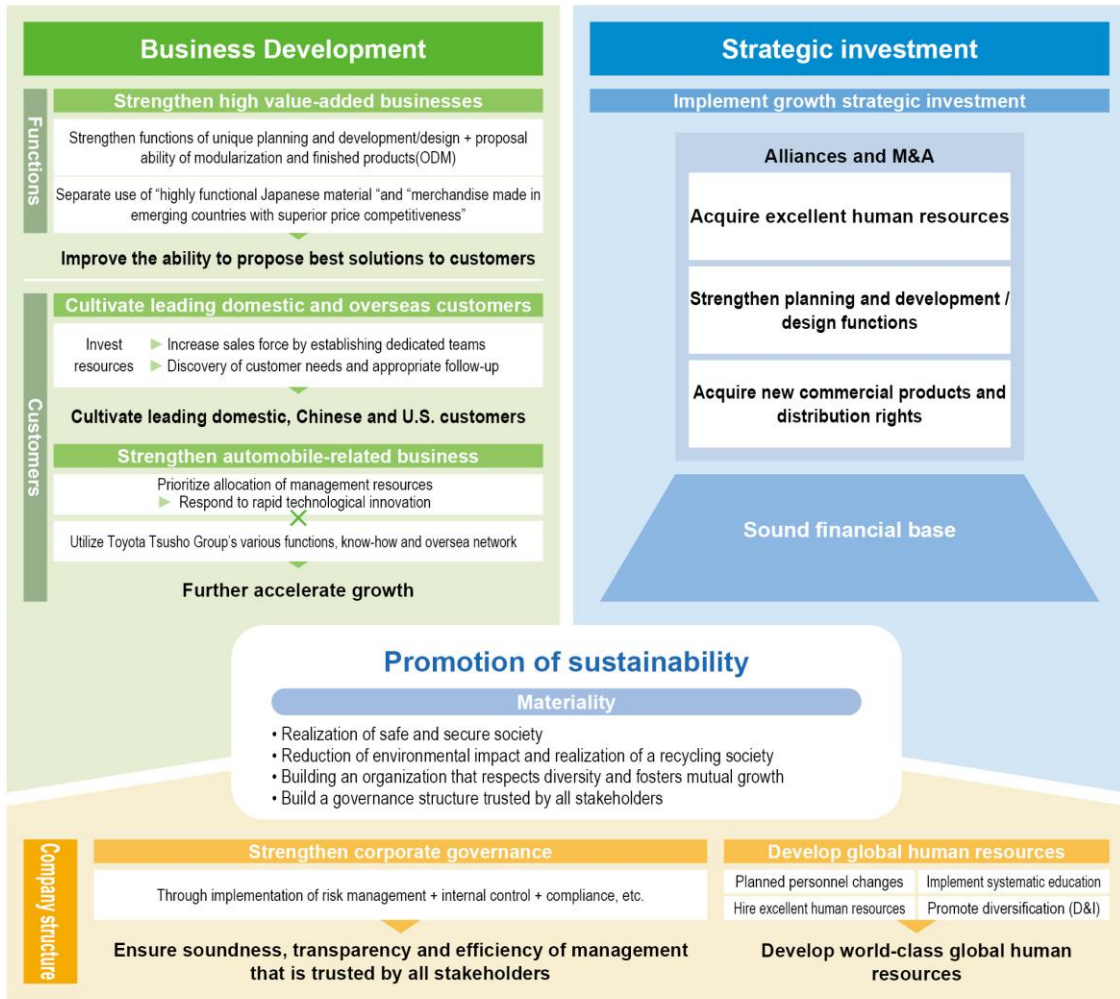 Business Development
Functions
Strengthen high value-added businesses
Strengthen functions of unique planning and development/design + proposal
ability of modularization and finished products(ODM)
Separate use of “highly functional Japanese material “and “merchandise made in
emerging countries with superior price competitiveness”
Improve the ability to propose best solutions to customers
Customers
Cultivate leading domestic and overseas customers
Invest
resources
Increase sales force by establishing dedicated teams
Discovery of customer needs and appropriate follow-up
Cultivate leading domestic, Chinese and U.S. customers
Strengthen automobile-related business
Prioritize allocation of management resources
Respond to rapid technological innovation
Utilize Toyota Tsusho Group’s various functions, know-how and oversea network
Further accelerate growth
Strategic investment
Implement growth strategic investment
Alliances and M&A
Acquire excellent human resources
Strengthen planning and development /
design functions
Acquire new commercial products and
distribution rights
Sound financial base
Promotion of sustainability
Materiality
• Realization of safe and secure society
• Reduction of environmental impact and realization of a recycling society
• Building an organization that respects diversity and fosters mutual growth
• Build a governance structure trusted by all stakeholders
Company structure
Strengthen corporate governance
Through implementation of risk management + internal control + compliance, etc.
Ensure soundness, transparency and efficiency of management
that is trusted by all stakeholders
Develop global human resources
Planned personnel changes
Implement systematic education
Hire excellent human resources
Promote diversification (D&I)
Develop world-class global human
resources